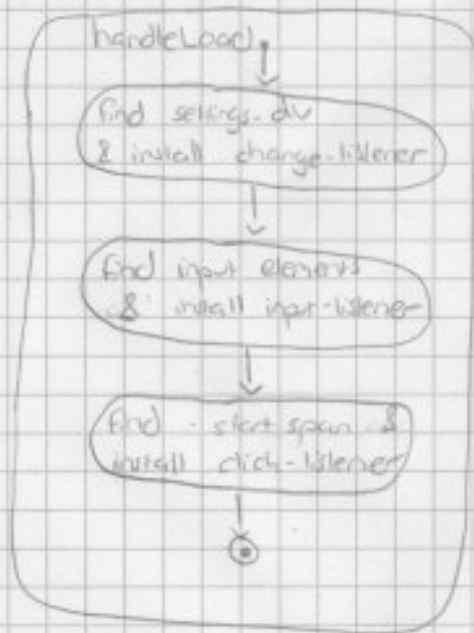 handleLoad
find settings-div
& install change-listener
find input elements
& install input-listener
find start span &
install click-listener